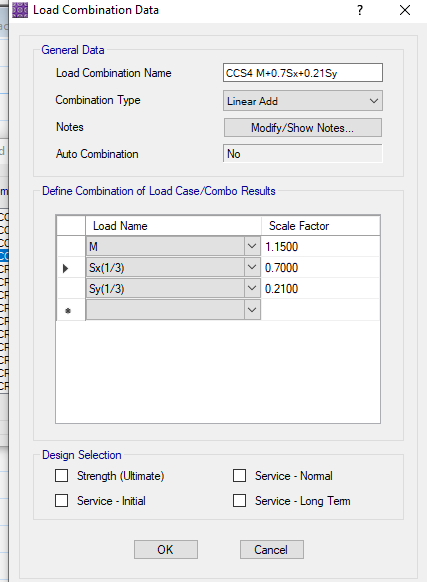 Load Combination Data
?
General Data
Load Combination Name
CCS4 M+0.7Sx+0.21Sy
Combination Type
Linear Add
Notes
Modify/Show Notes...
Auto Combination
No
Define Combination of Load Case/Combo Results
Load Name Scale Factor
M 1.1500
Sx(1/3) 0.7000
Sy(1/3) 0.2100
Design Selection
Strength (Ultimate) Service - Normal
Service - Initial Service - Long Term
OK Cancel